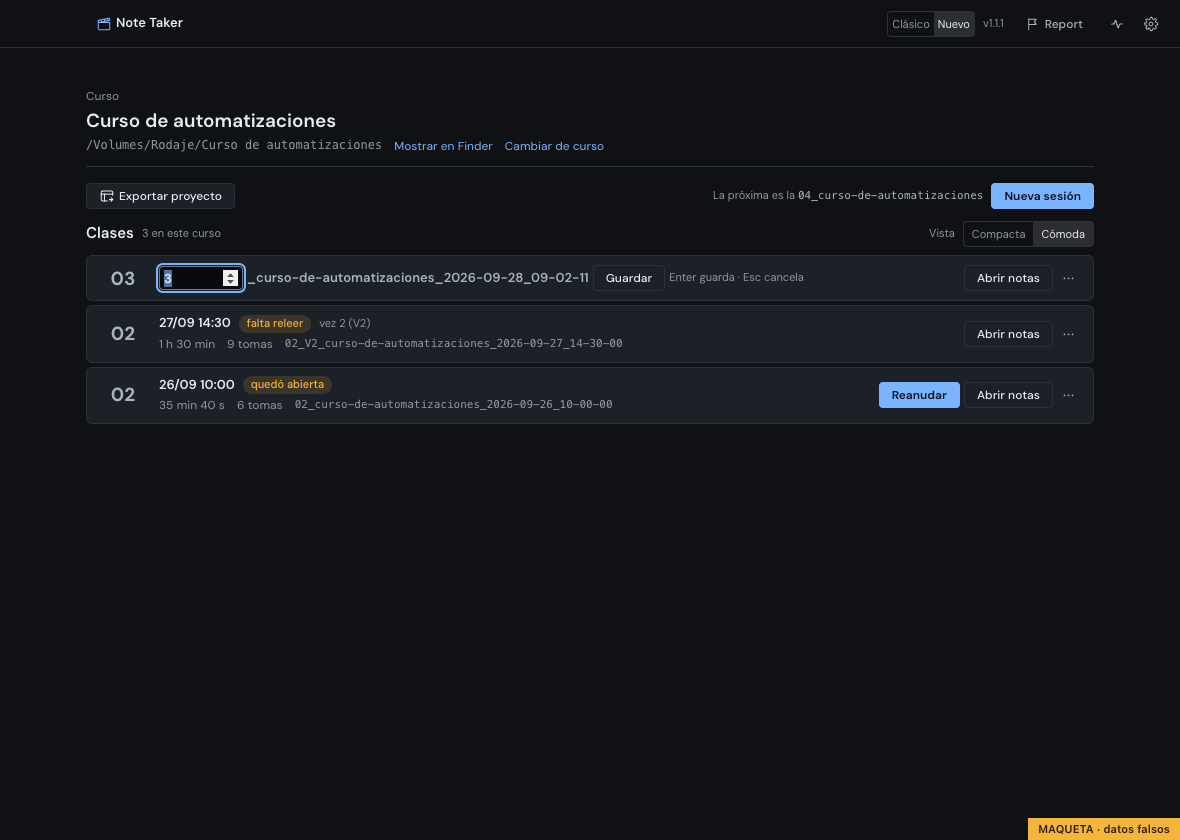 Note Taker
Clásico Nuevo v1.1.1 Report
Curso
Curso de automatizaciones
/Volumes/Rodaje/Curso de automatizaciones Mostrar en Finder Cambiar de curso
Exportar proyecto La próxima es la 04_curso-de-automatizaciones Nueva sesión
Clases 3 en este curso Vista Compacta Cómoda
03 3 _curso-de-automatizaciones_2026-09-28_09-02-11 Guardar Enter guarda · Esc cancela Abrir notas ···
02 27/09 14:30 falta releer vez 2 (V2) Abrir notas ···
1 h 30 min 9 tomas 02_V2_curso-de-automatizaciones_2026-09-27_14-30-00
02 26/09 10:00 quedó abierta Reanudar Abrir notas ···
35 min 40 s 6 tomas 02_curso-de-automatizaciones_2026-09-26_10-00-00
MAQUETA · datos falsos